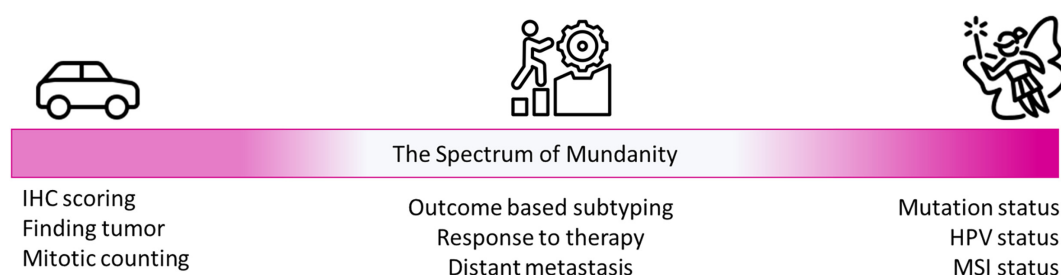 The Spectrum of Mundanity
IHC scoring
Finding tumor
Mitotic counting
Outcome based subtyping
Response to therapy
Distant metastasis
Mutation status
HPV status
MSI status